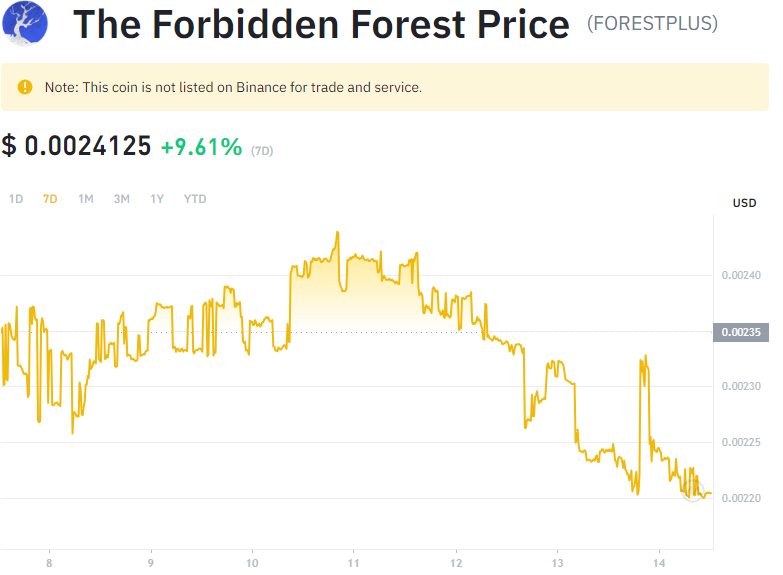 The Forbidden Forest Price (FORESTPLUS)
Note: This coin is not listed on Binance for trade and service.
$ 0.0024125 +9.61% (7D)
1D 7D 1M 3M 1Y YTD
USD
0.00240
0.00235
0.00230
0.00225
0.00220
8 9 10 11 12 13 14